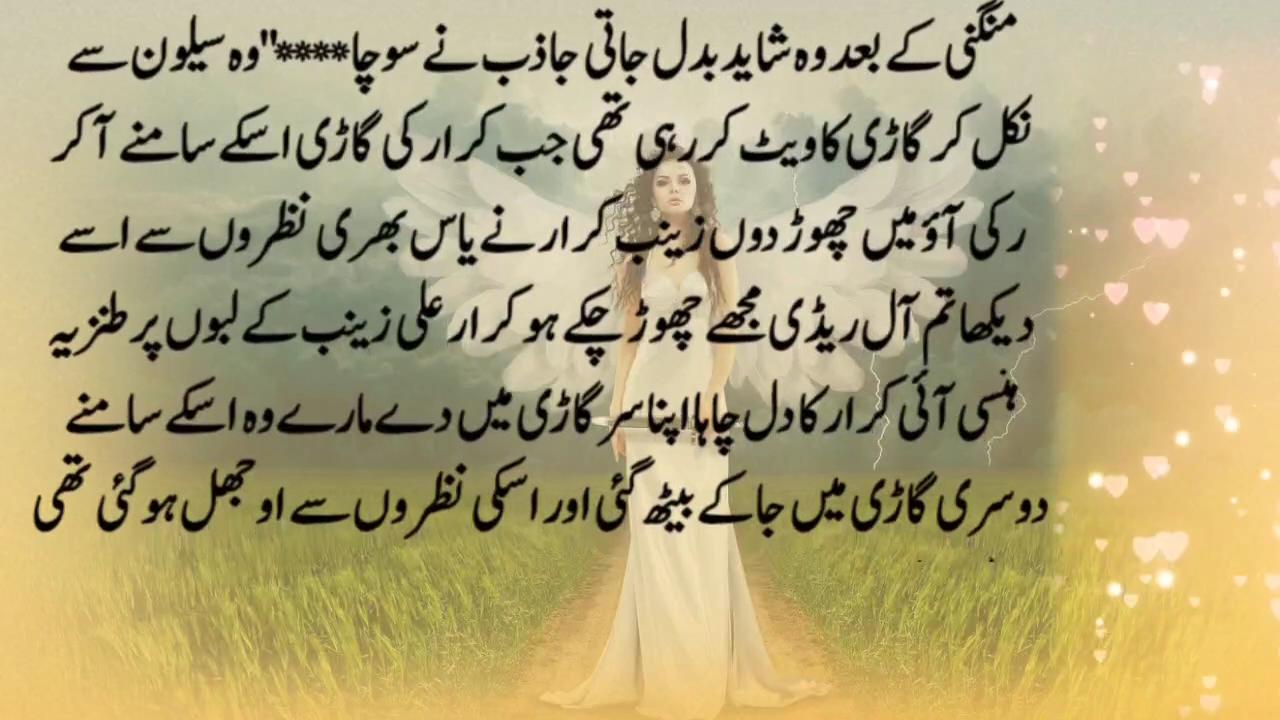 منگنی کے بعد وہ شاید بدل جاتی جاذب نے سوچا****"وہ سیلون سے
نکل کر گاڑی کا ویٹ کر رہی تھی جب کرار کی گاڑی اسکے سامنے آ کر
رکی آؤ میں چھوڑ دوں زینب کرار نے یاس بھری نظروں سے اسے
دیکھا تم آل ریڈی مجھے چھوڑ چکے ہو کرار علی زینب کے لبوں پر طنزیہ
ہنسی آئی کرار کا دل چاہا اپنا سر گاڑی میں دے مارے وہ اسکے سامنے
دوسری گاڑی میں جا کے بیٹھ گئی اور اسکی نظروں سے اوجھل ہو گئی تھی